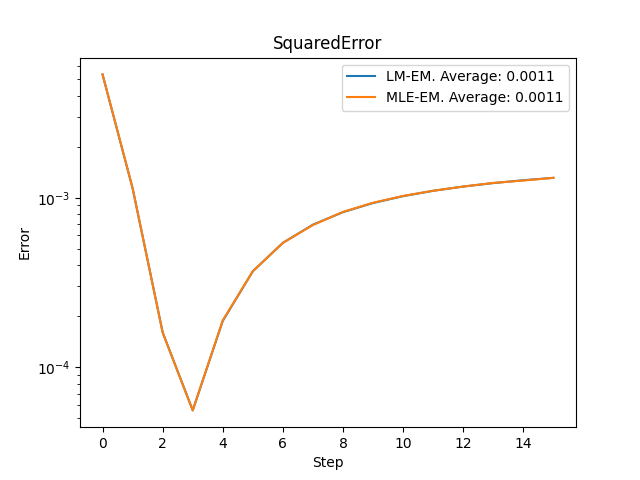 SquaredError
LM-EM. Average: 0.0011
MLE-EM. Average: 0.0011
Error
10⁻³
10⁻⁴
0 2 4 6 8 10 12 14
Step